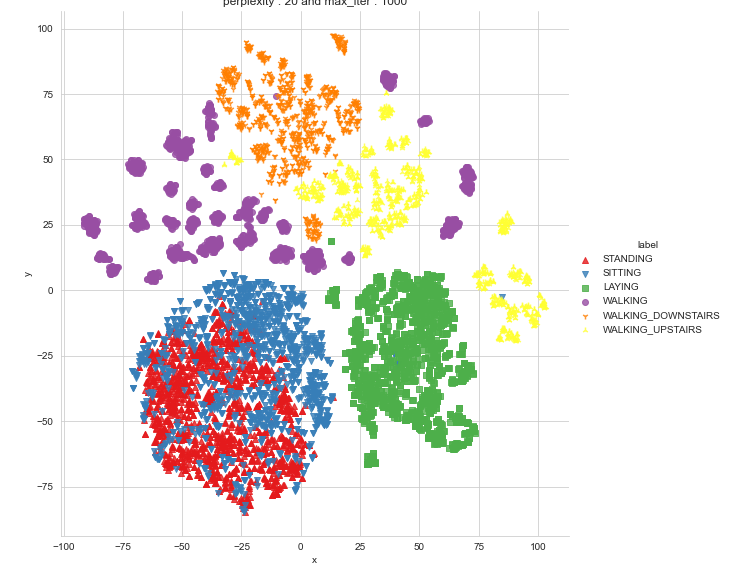 perplexity : 20 and max_iter : 1000
100
75
50
25
0
−25
−50
−75
y
−100
−75
−50
−25
0
25
50
75
100
x
label
STANDING
SITTING
LAYING
WALKING
WALKING_DOWNSTAIRS
WALKING_UPSTAIRS